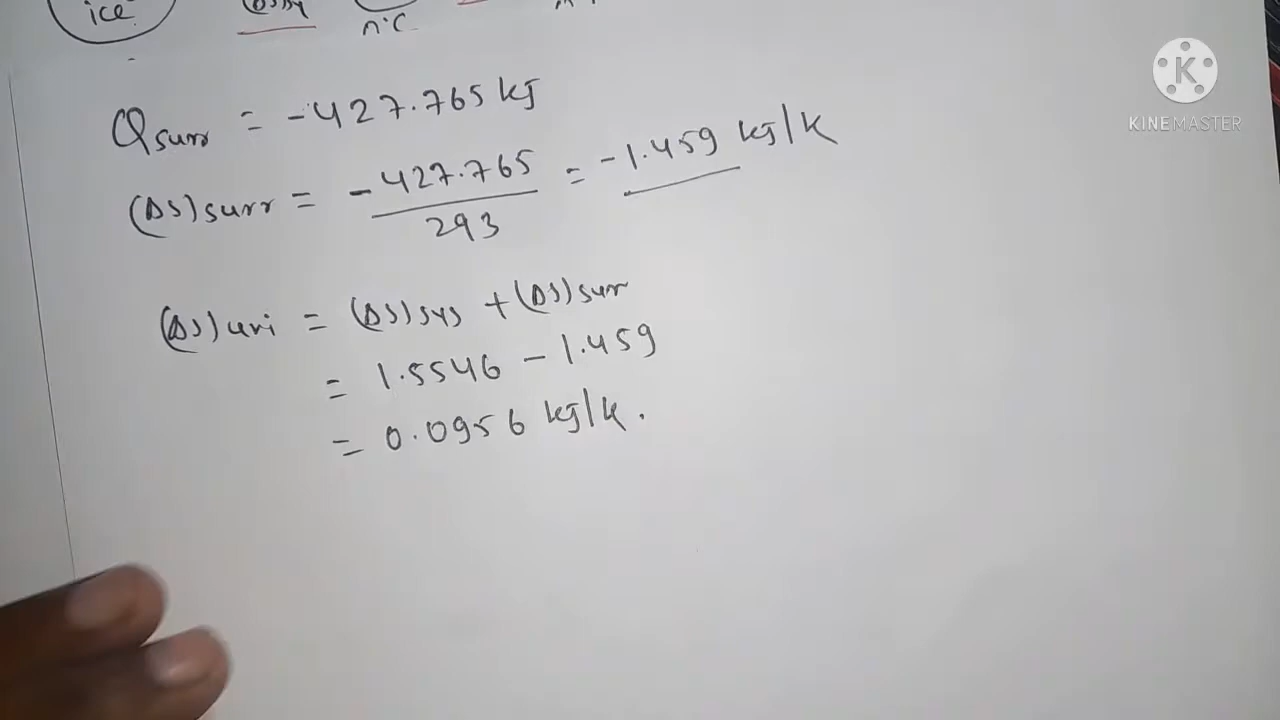 ice
n°C
Qsurr = -427.765 kJ
(ΔS)surr = -427.765 / 293 = -1.459 kJ/K
(ΔS)uni = (ΔS)sys + (ΔS)surr
= 1.5546 - 1.459
= 0.0956 kJ/K.
K
KINEMASTER